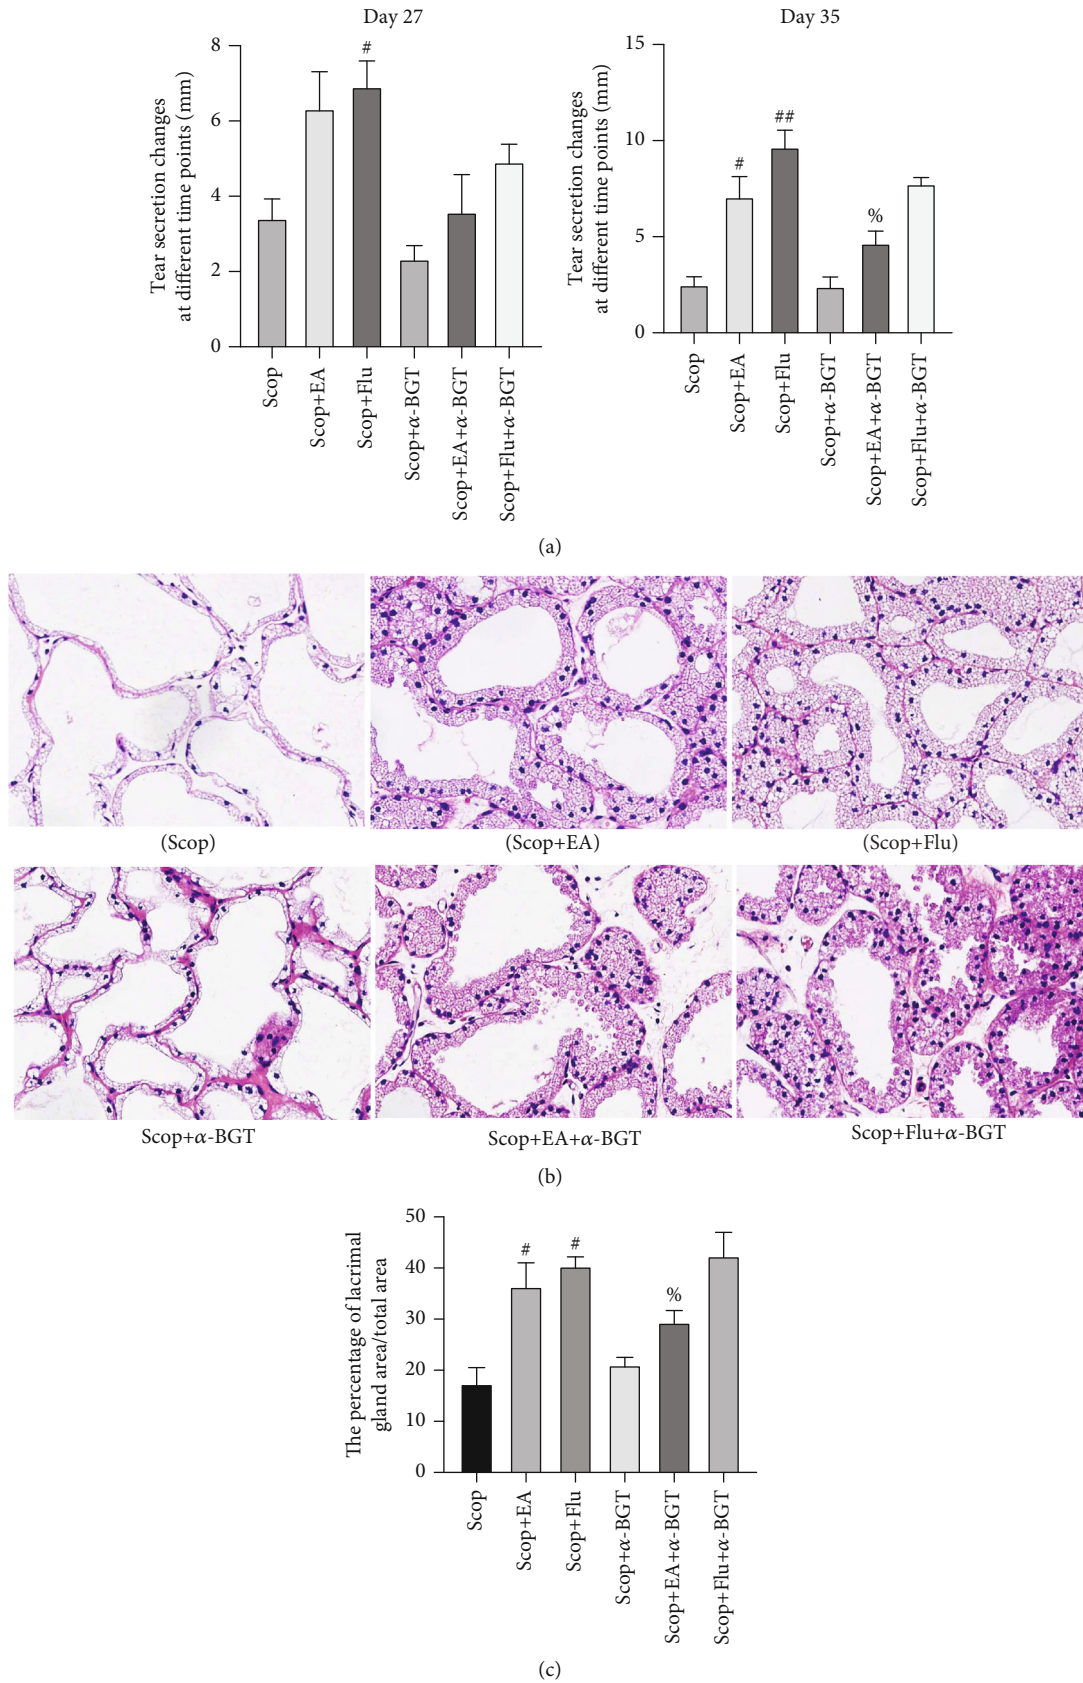 Day 27
Tear secretion changes
at different time points (mm)
8
6
4
2
0
#
Scop
Scop+EA
Scop+Flu
Scop+α-BGT
Scop+EA+α-BGT
Scop+Flu+α-BGT
Day 35
Tear secretion changes
at different time points (mm)
15
10
5
0
#
##
%
Scop
Scop+EA
Scop+Flu
Scop+α-BGT
Scop+EA+α-BGT
Scop+Flu+α-BGT
(a)
(Scop)
(Scop+EA)
(Scop+Flu)
Scop+α-BGT
Scop+EA+α-BGT
Scop+Flu+α-BGT
(b)
The percentage of lacrimal
gland area/total area
50
40
30
20
10
0
#
#
%
Scop
Scop+EA
Scop+Flu
Scop+α-BGT
Scop+EA+α-BGT
Scop+Flu+α-BGT
(c)